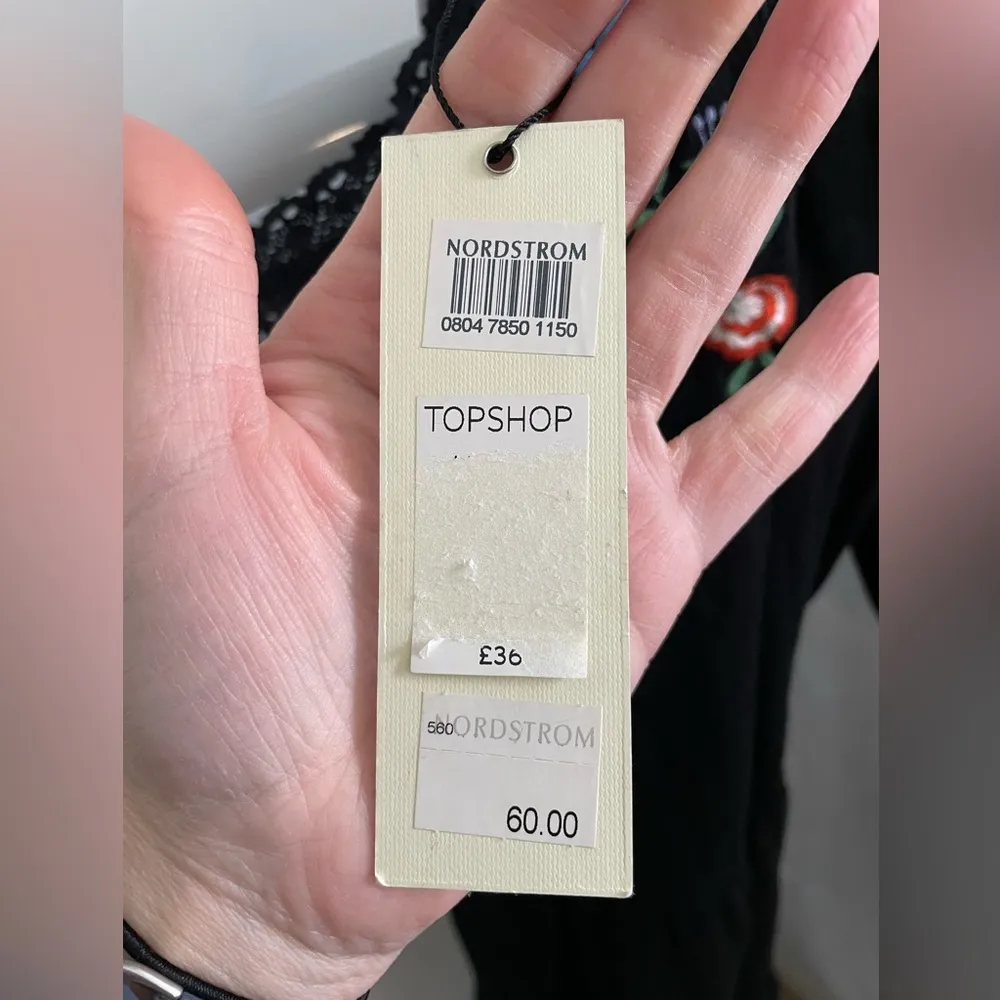 NORDSTROM
0804 7850 1150
TOPSHOP
£36
560 NORDSTROM
60.00